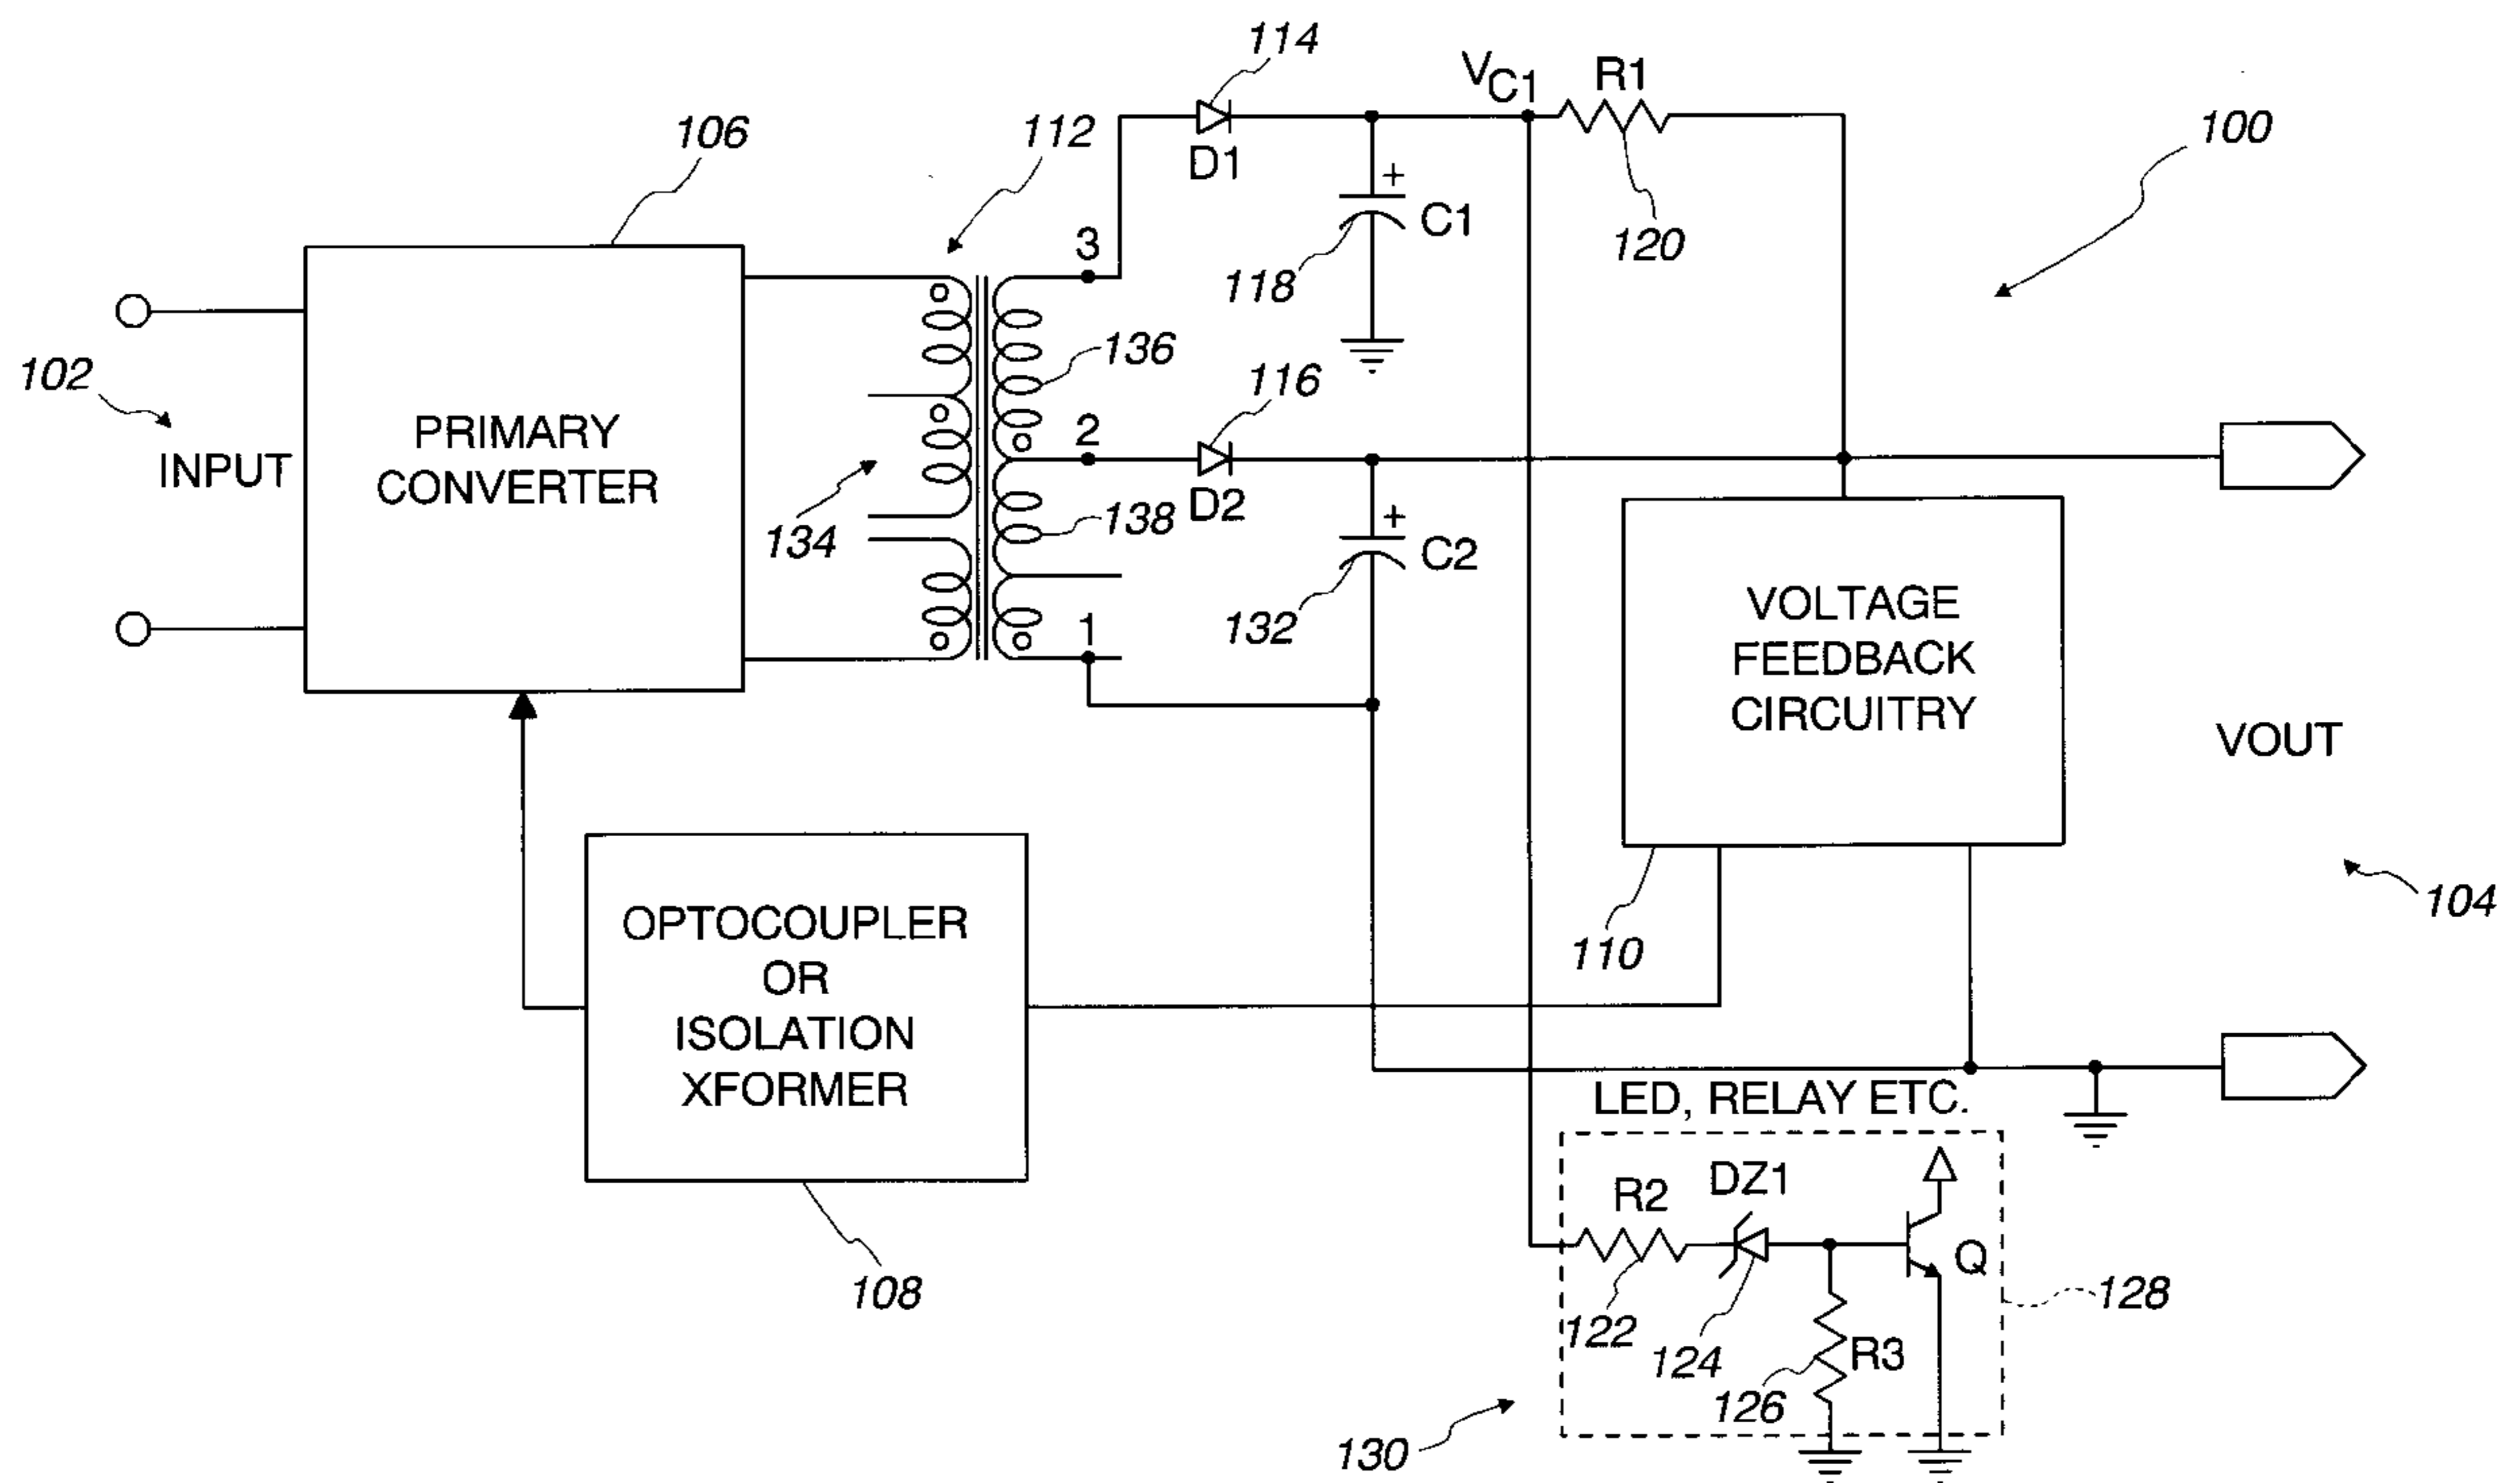 114
V_C1
R1
106
112
100
D1
3
C1
120
118
102
136
116
INPUT
PRIMARY
CONVERTER
2
134
138
D2
C2
1
132
VOLTAGE
FEEDBACK
CIRCUITRY
VOUT
104
OPTOCOUPLER
OR
ISOLATION
XFORMER
110
LED, RELAY ETC.
DZ1
R2
Q
108
122
124
R3
126
128
130
+
+